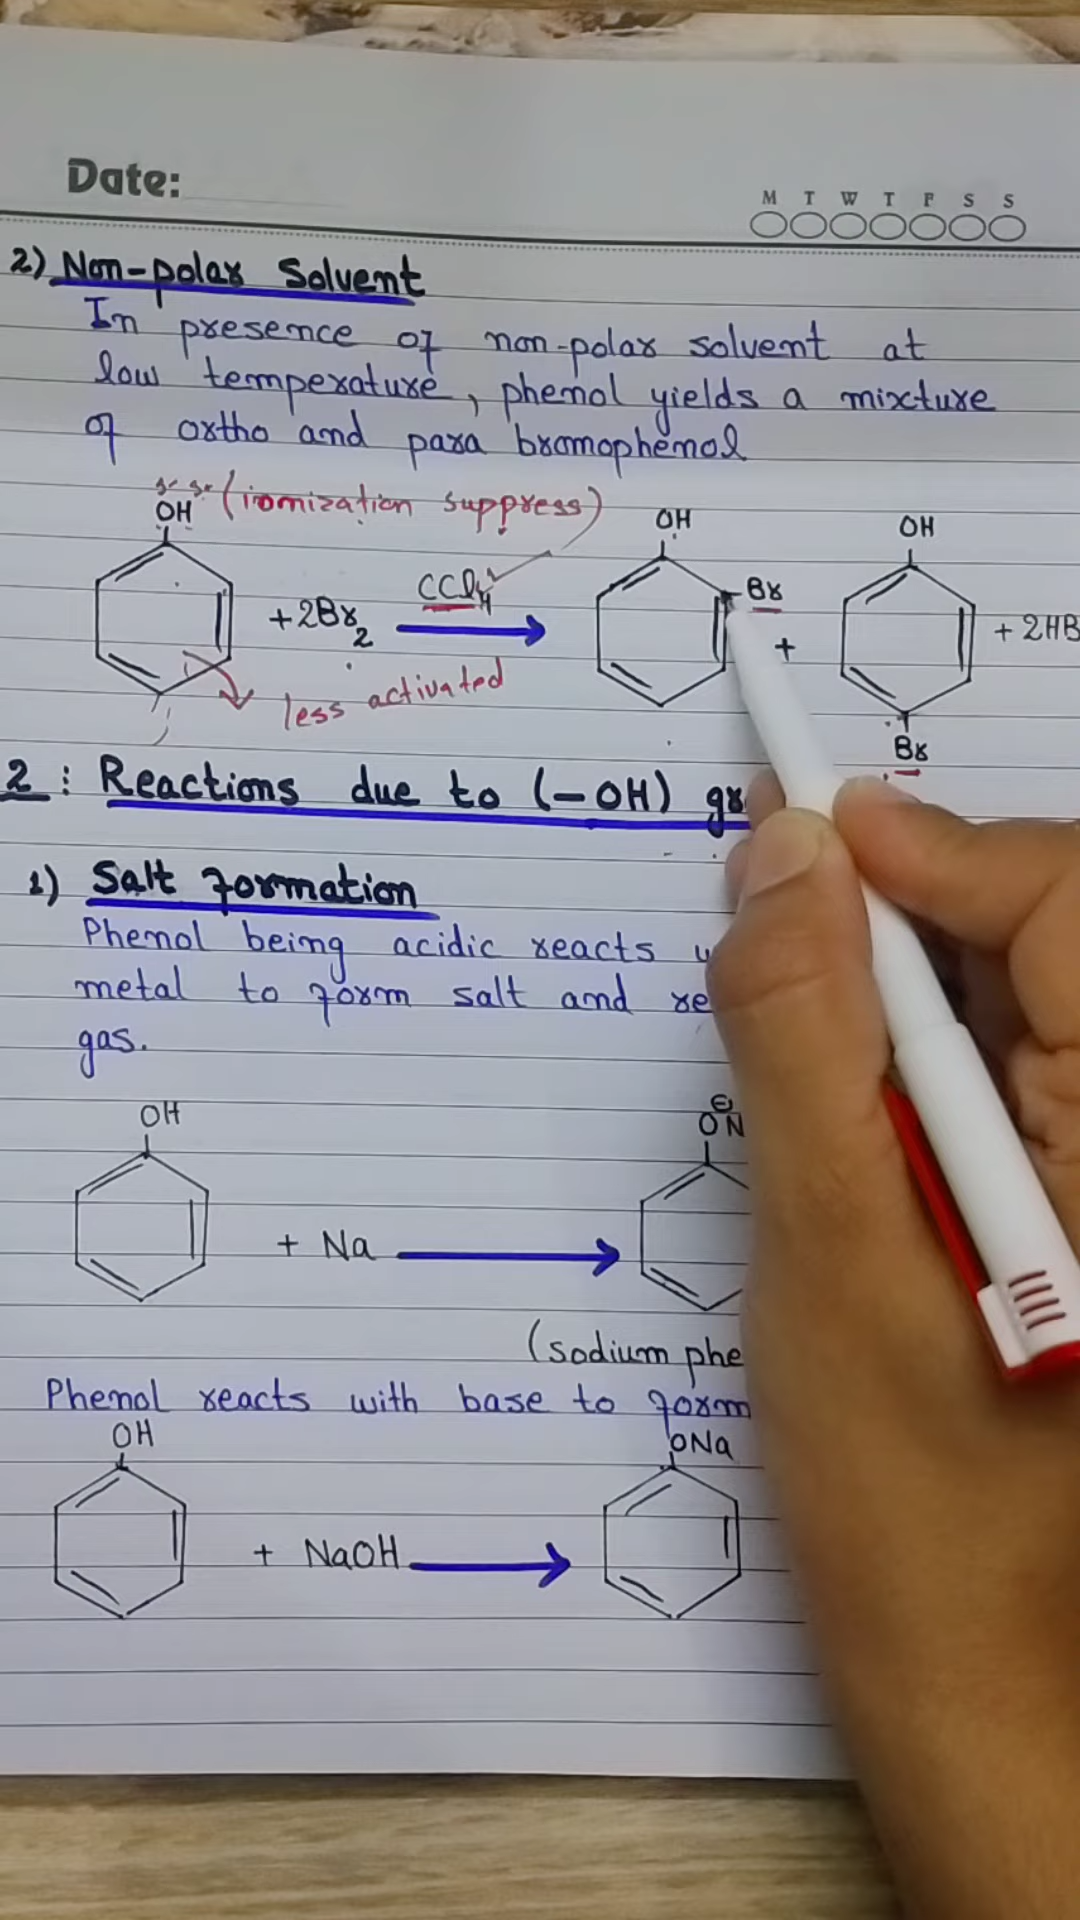 Date:
M T W T F S S
2) Non-polar Solvent
In presence of non-polar solvent at
low temperature, phenol yields a mixture
of ortho and para bromophenol
(ionization suppress)
OH
OH
OH
+2Br2
CCl4
Br
+
+ 2HB
less activated
Br
2 : Reactions due to (-OH)
1) Salt formation
Phenol being acidic reacts
metal to form salt and
gas.
OH
⊖
ON
+ Na
(sodium phe
Phenol reacts with base to form
OH
ONa
+ NaOH